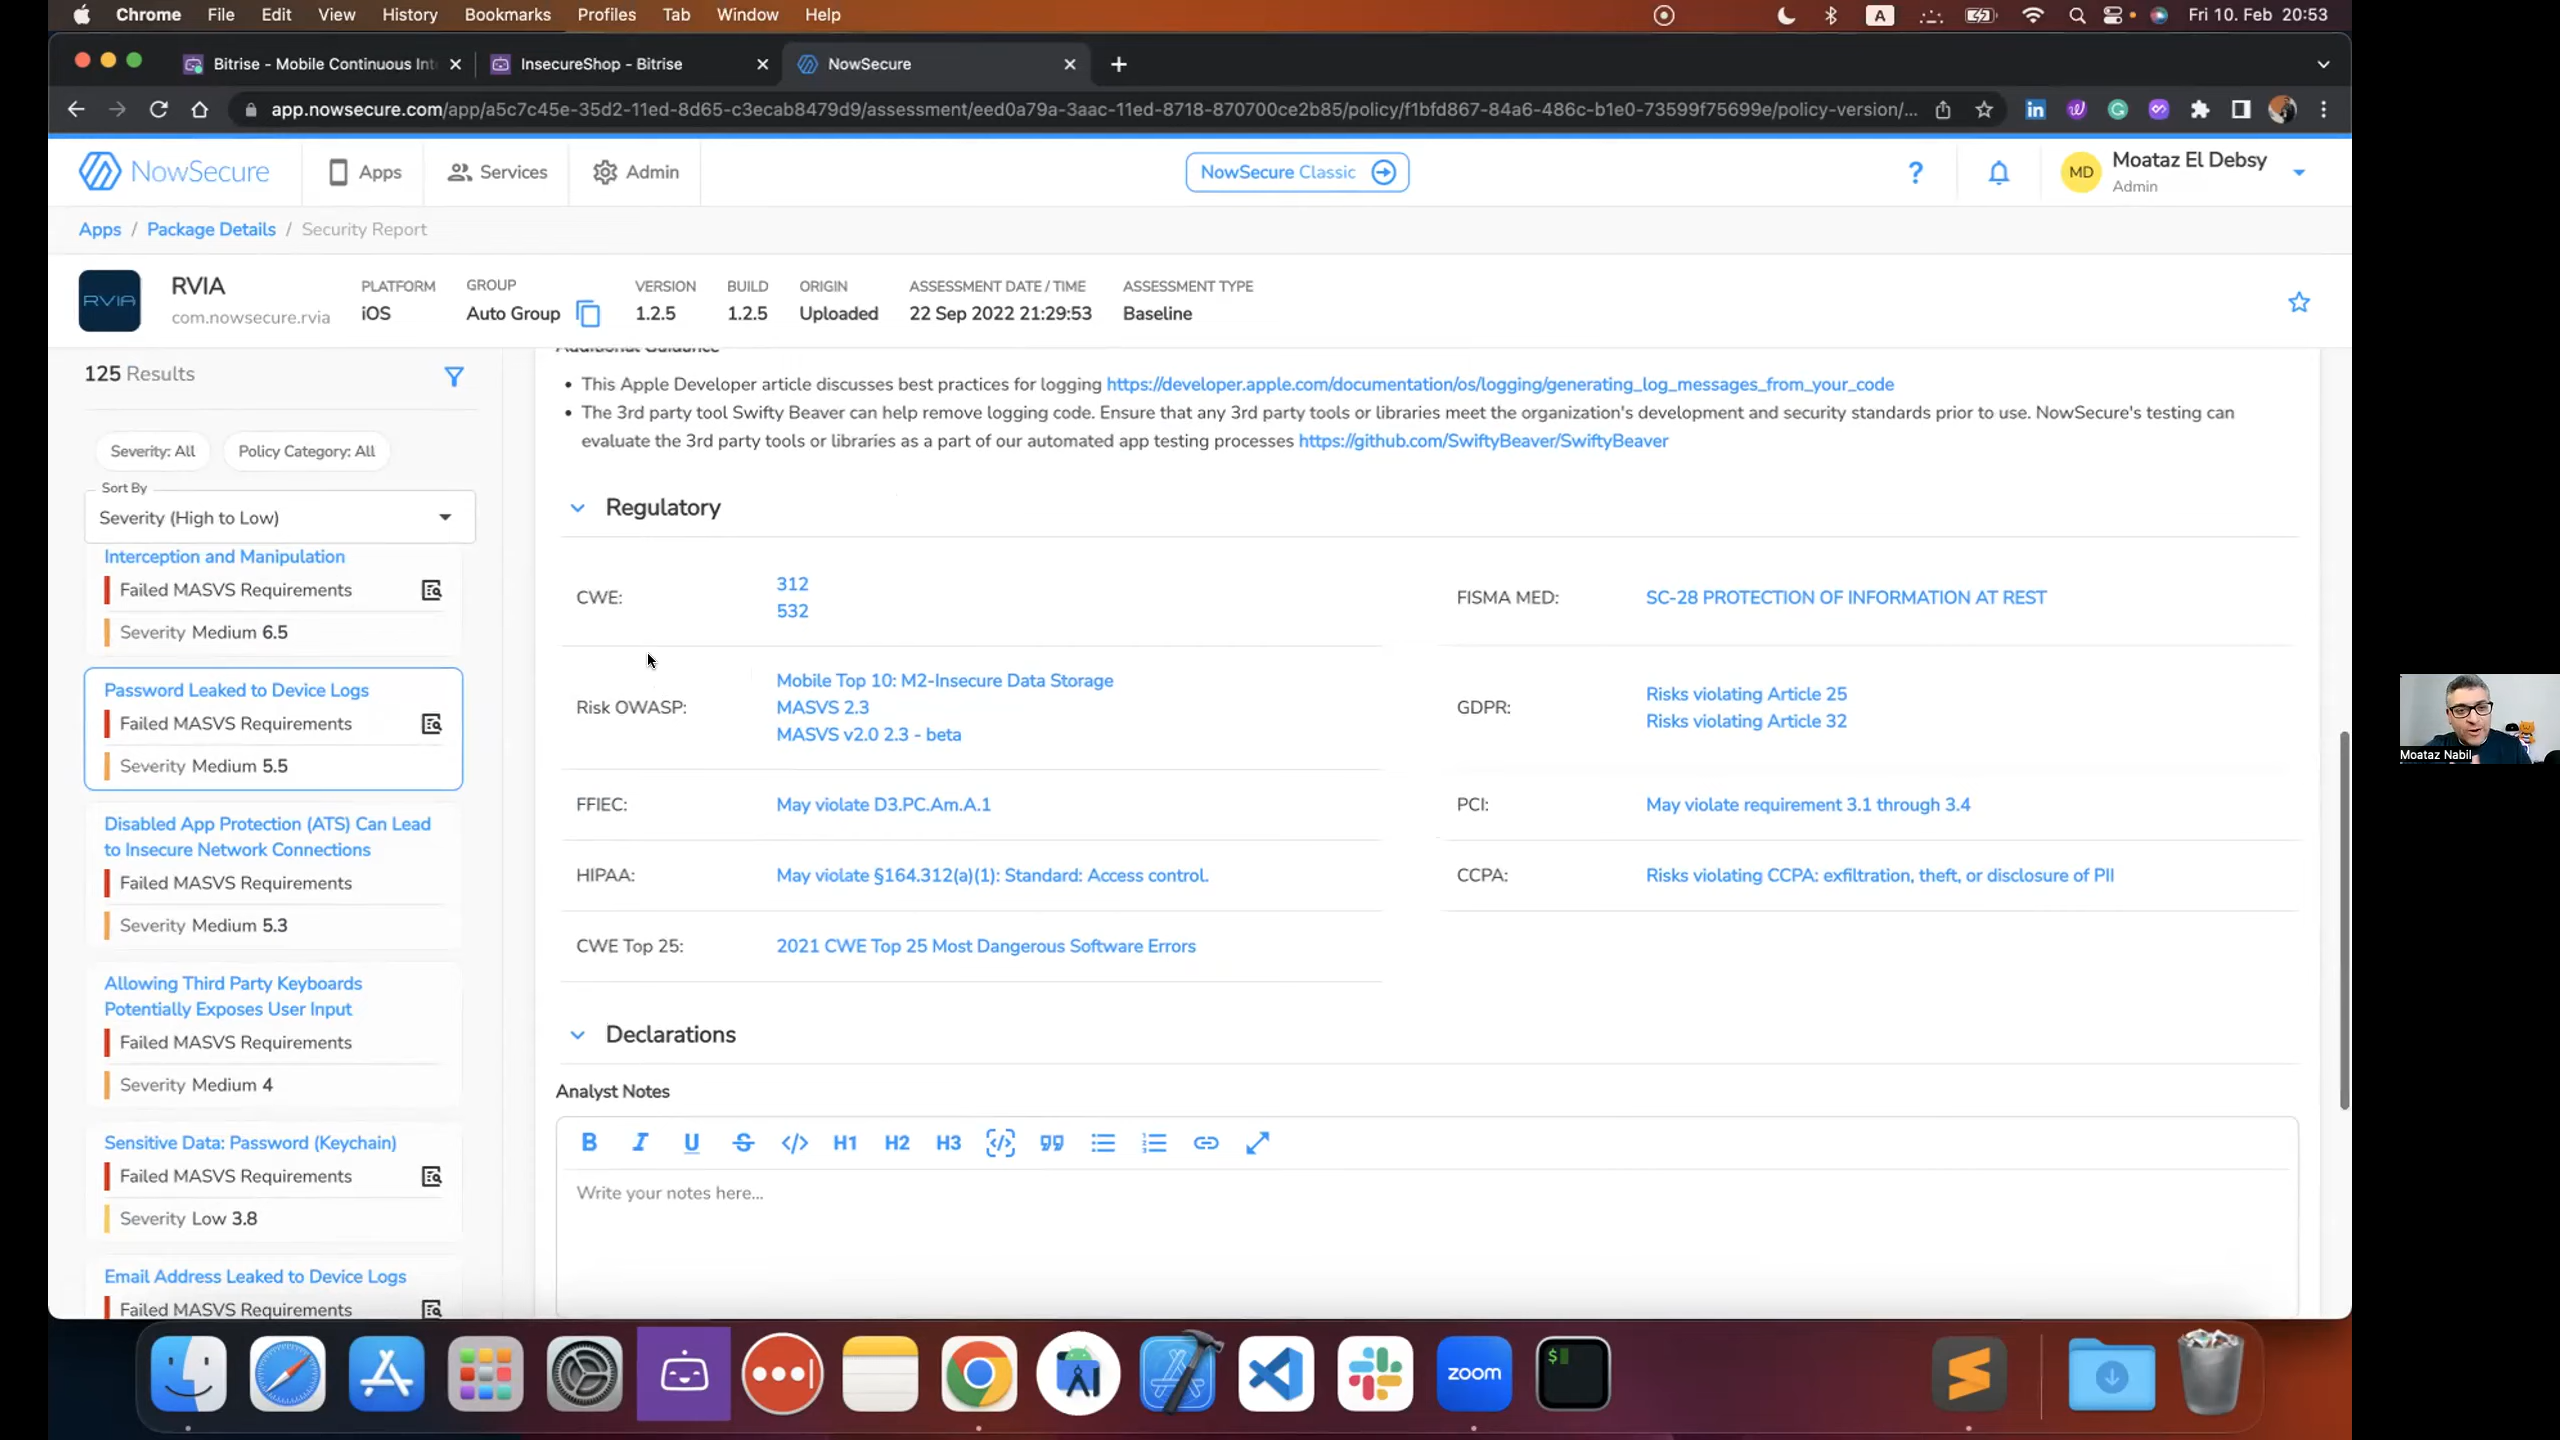 Chrome File Edit View History Bookmarks Profiles Tab Window Help
A
Fri 10. Feb 20:53
Bitrise - Mobile Continuous Int
InsecureShop - Bitrise
NowSecure
app.nowsecure.com/app/a5c7c45e-35d2-11ed-8d65-c3ecab8479d9/assessment/eed0a79a-3aac-11ed-8718-870700ce2b85/policy/f1bfd867-84a6-486c-b1e0-73599f75699e/policy-version/...
NowSecure
Apps
Services
Admin
NowSecure Classic
?
MD
Moataz El Debsy
Admin
Apps / Package Details / Security Report
RVIA
RVIA
com.nowsecure.rvia
PLATFORM
iOS
GROUP
Auto Group
VERSION
1.2.5
BUILD
1.2.5
ORIGIN
Uploaded
ASSESSMENT DATE / TIME
22 Sep 2022 21:29:53
ASSESSMENT TYPE
Baseline
125 Results
Severity: All
Policy Category: All
Sort By
Severity (High to Low)
Interception and Manipulation
Failed MASVS Requirements
Severity Medium 6.5
Password Leaked to Device Logs
Failed MASVS Requirements
Severity Medium 5.5
Disabled App Protection (ATS) Can Lead
to Insecure Network Connections
Failed MASVS Requirements
Severity Medium 5.3
Allowing Third Party Keyboards
Potentially Exposes User Input
Failed MASVS Requirements
Severity Medium 4
Sensitive Data: Password (Keychain)
Failed MASVS Requirements
Severity Low 3.8
Email Address Leaked to Device Logs
Failed MASVS Requirements
Additional Guidance
• This Apple Developer article discusses best practices for logging https://developer.apple.com/documentation/os/logging/generating_log_messages_from_your_code
• The 3rd party tool Swifty Beaver can help remove logging code. Ensure that any 3rd party tools or libraries meet the organization's development and security standards prior to use. NowSecure's testing can
evaluate the 3rd party tools or libraries as a part of our automated app testing processes https://github.com/SwiftyBeaver/SwiftyBeaver
Regulatory
CWE:
312
532
FISMA MED:
SC-28 PROTECTION OF INFORMATION AT REST
Risk OWASP:
Mobile Top 10: M2-Insecure Data Storage
MASVS 2.3
MASVS v2.0 2.3 - beta
GDPR:
Risks violating Article 25
Risks violating Article 32
FFIEC:
May violate D3.PC.Am.A.1
PCI:
May violate requirement 3.1 through 3.4
HIPAA:
May violate §164.312(a)(1): Standard: Access control.
CCPA:
Risks violating CCPA: exfiltration, theft, or disclosure of PII
CWE Top 25:
2021 CWE Top 25 Most Dangerous Software Errors
Declarations
Analyst Notes
B I U S </> H1 H2 H3
Write your notes here...
zoom
$
Moataz Nabil